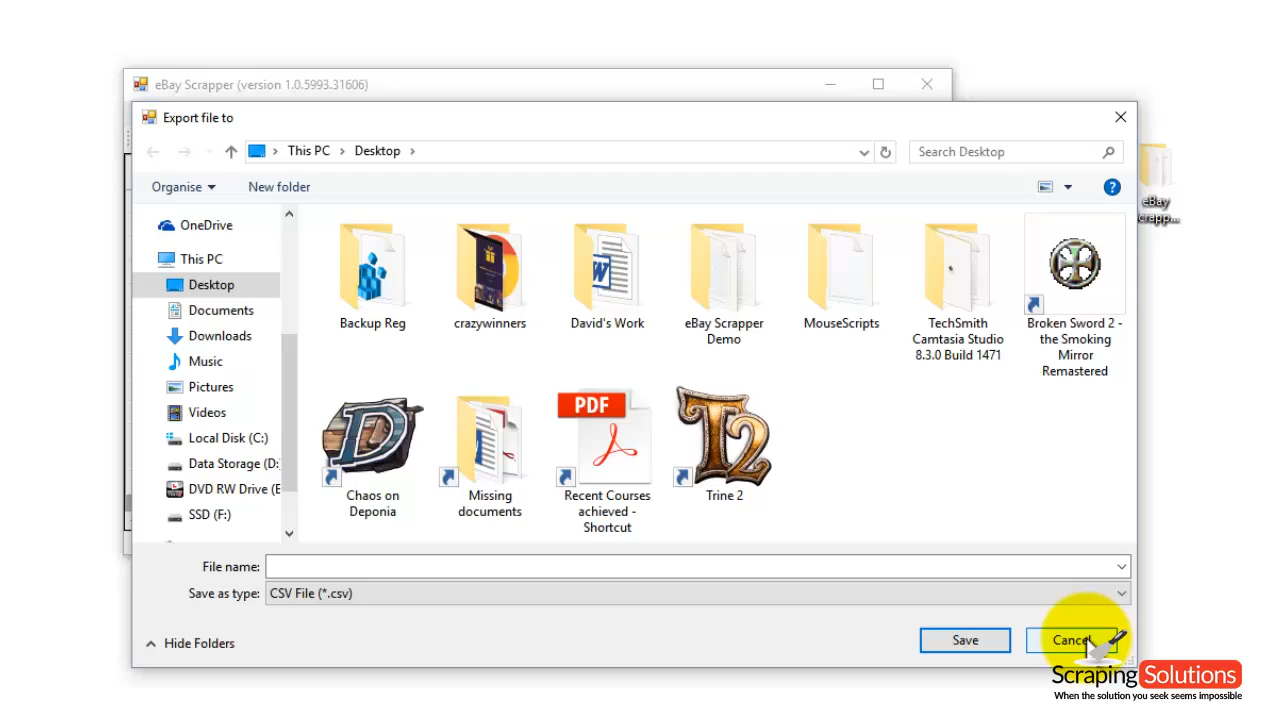 eBay Scrapper (version 1.0.5993.31606)
Export file to
This PC
Desktop
Search Desktop
Organise
New folder
OneDrive
This PC
Desktop
Documents
Downloads
Music
Pictures
Videos
Local Disk (C:)
Data Storage (D:
DVD RW Drive (E
SSD (F:)
Backup Reg
crazywinners
David's Work
eBay Scrapper
Demo
MouseScripts
TechSmith
Camtasia Studio
8.3.0 Build 1471
Broken Sword 2 -
the Smoking
Mirror
Remastered
Chaos on
Deponia
Missing
documents
PDF
Recent Courses
achieved -
Shortcut
Trine 2
eBay
crapp...
File name:
Save as type:
CSV File (*.csv)
Hide Folders
Save
Cancel
Scraping Solutions
When the solution you seek seems impossible